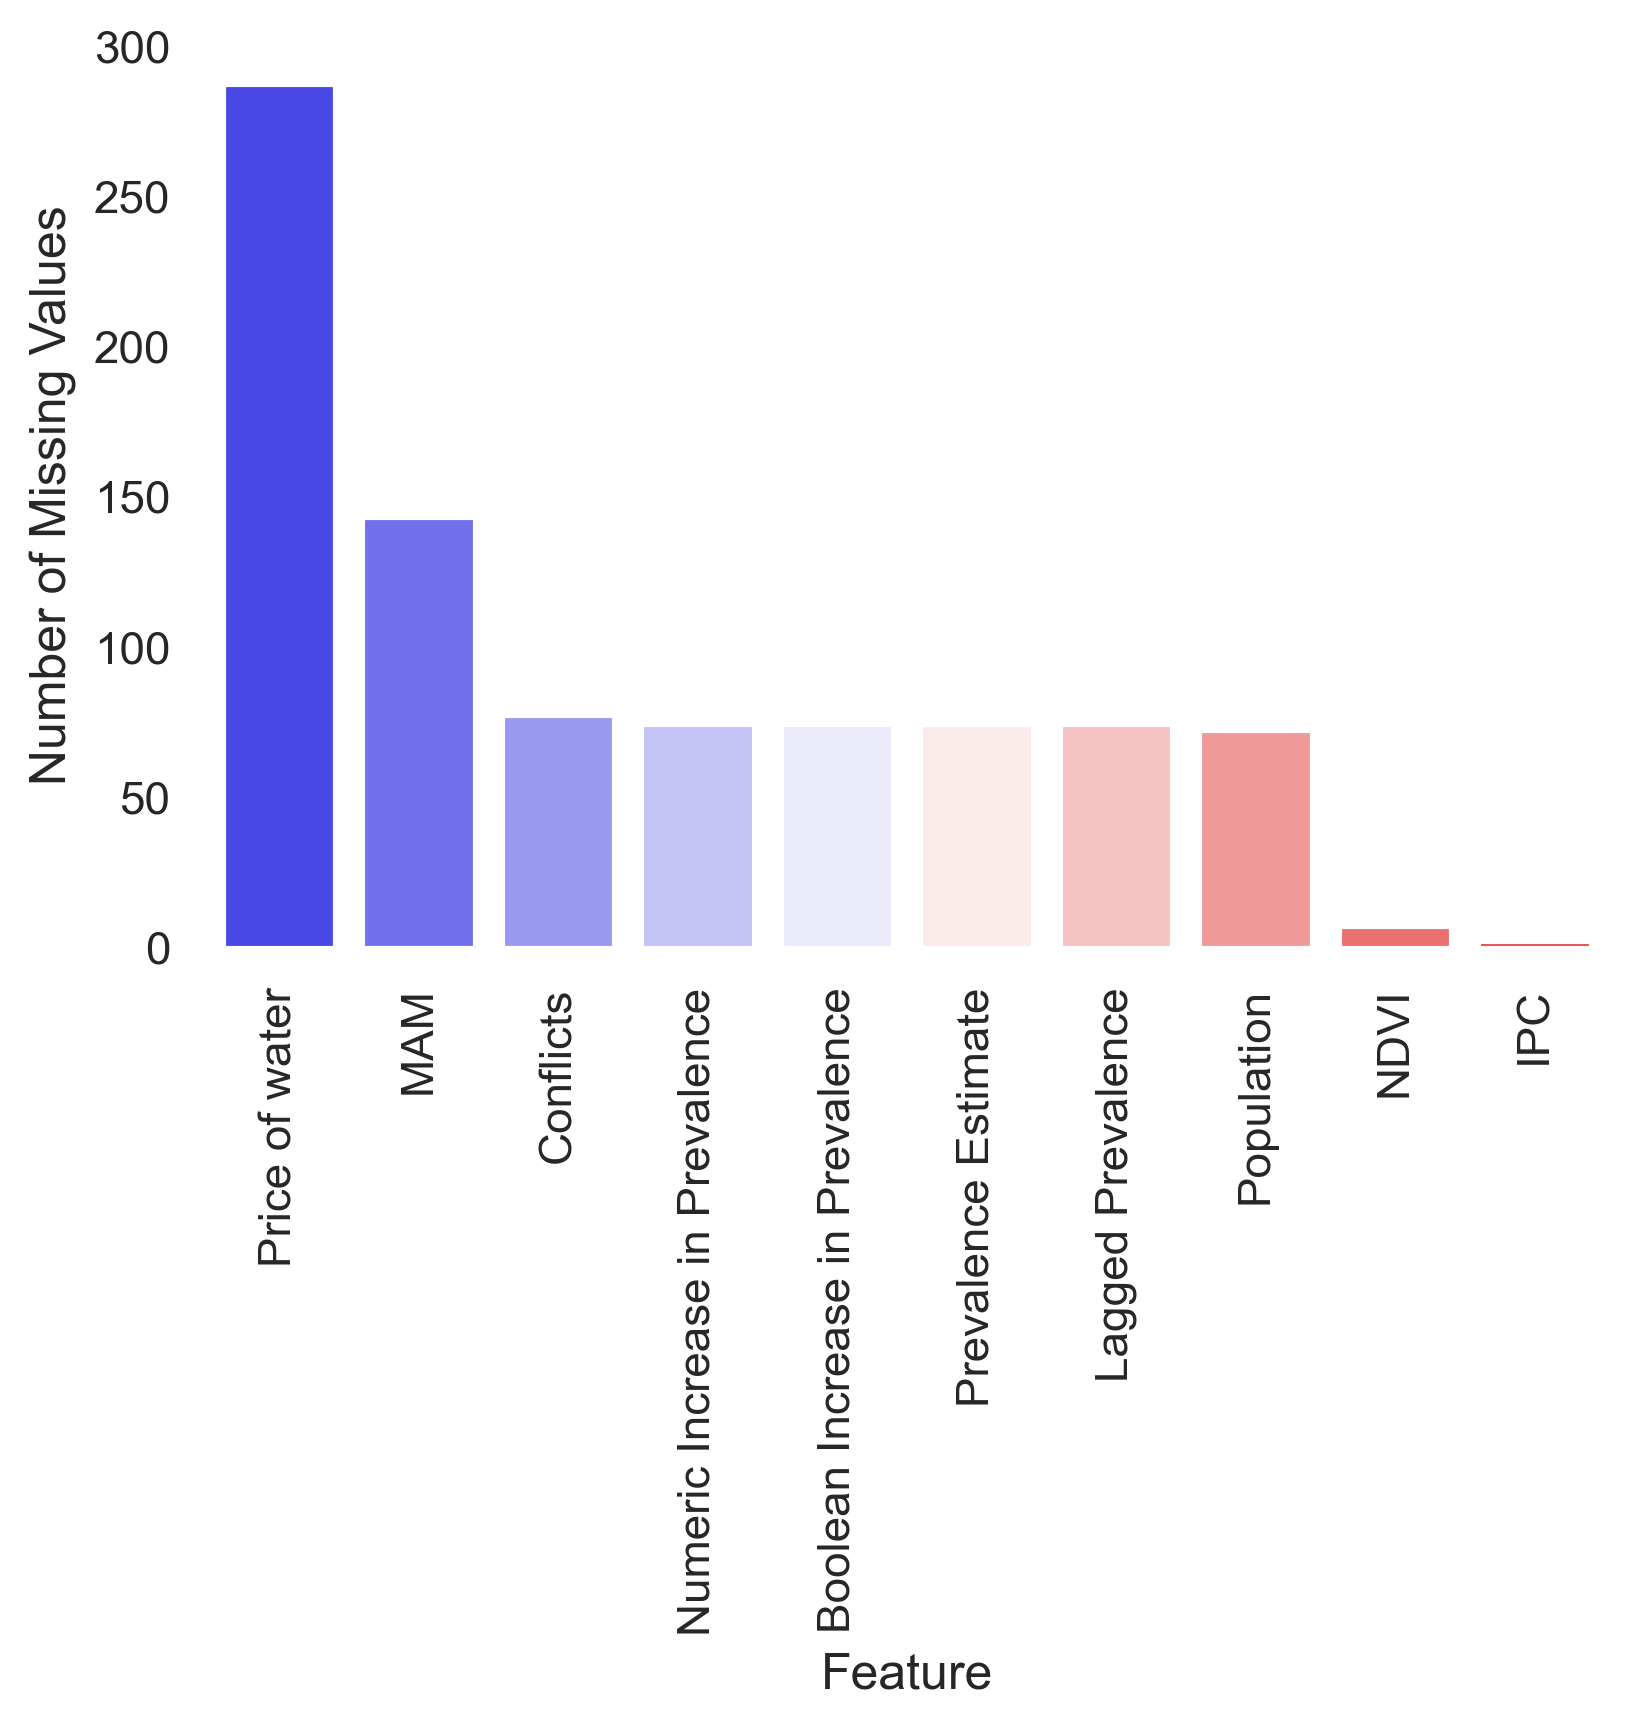 300
250
200
150
100
50
0
Number of Missing Values
Price of water
MAM
Conflicts
Numeric Increase in Prevalence
Boolean Increase in Prevalence
Prevalence Estimate
Lagged Prevalence
Population
NDVI
IPC
Feature